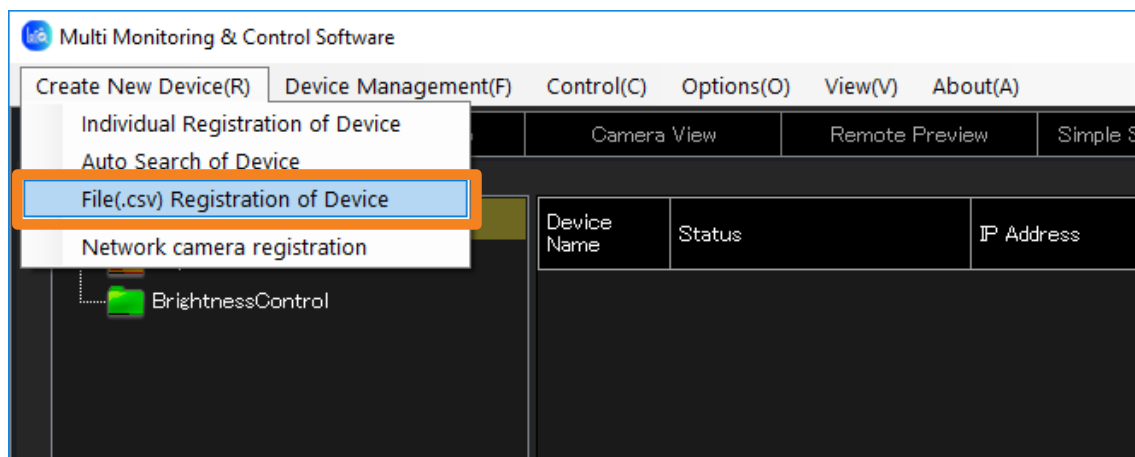 Multi Monitoring & Control Software
Create New Device(R) Device Management(F) Control(C) Options(O) View(V) About(A)
Individual Registration of Device
Camera View Remote Preview Simple S
Auto Search of Device
File(.csv) Registration of Device
Device Name Status IP Address
Network camera registration
BrightnessControl